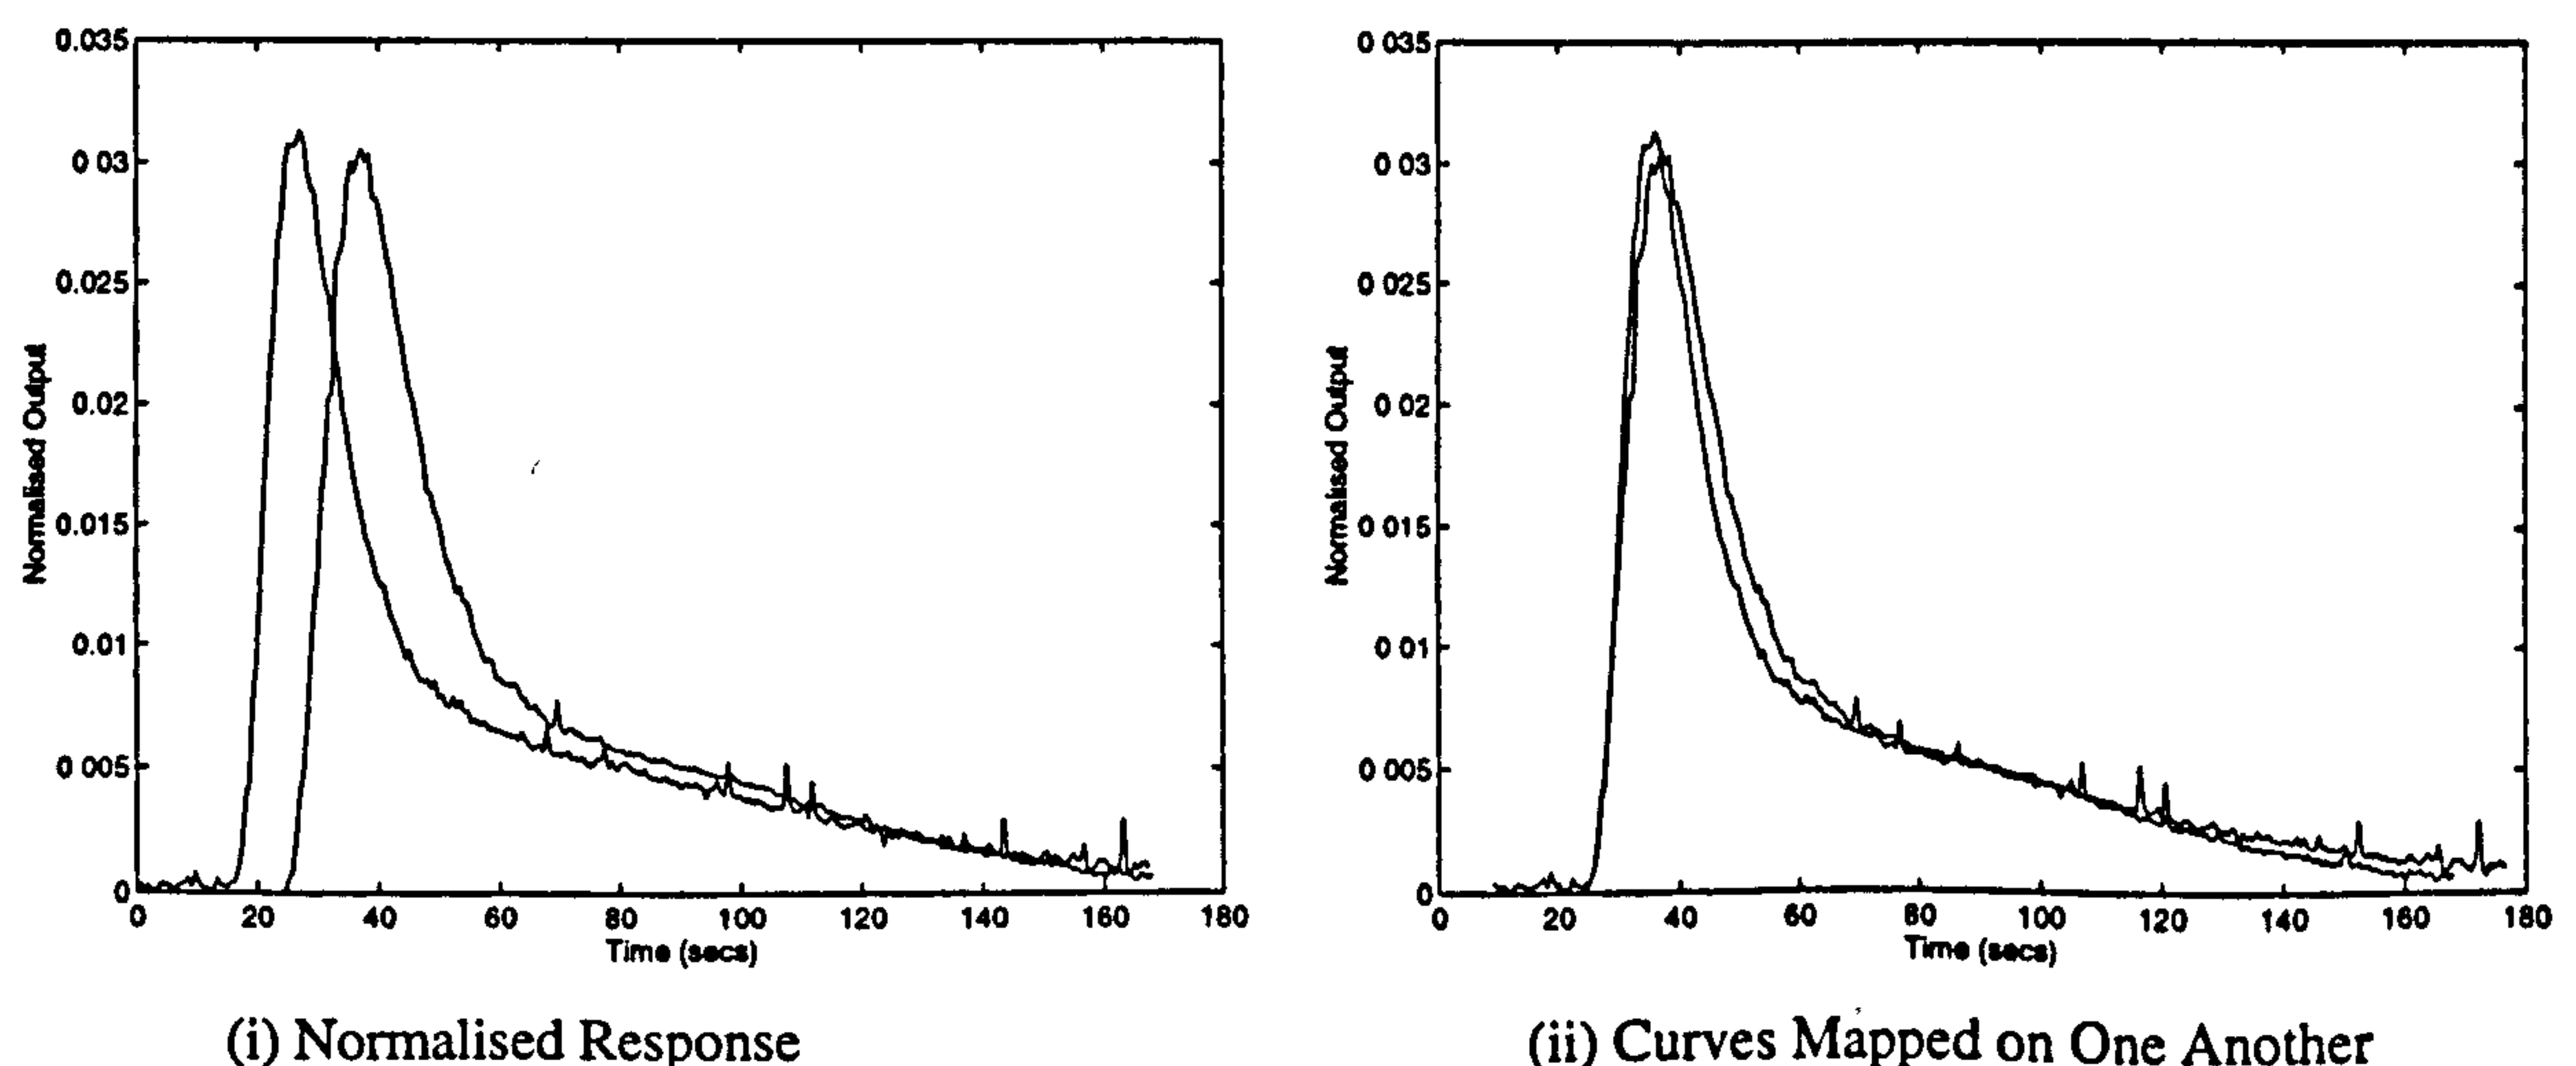 0.035
0 03
0.025
0.02
0.015
0.01
0 005
0
Normalised Output
0 20 40 60 80 100 120 140 160 180
Time (secs)
(i) Normalised Response
0 035
0 03
0 025
0 02
0 015
0 01
0 005
0
Normalised Output
0 20 40 60 80 100 120 140 160 180
Time (secs)
(ii) Curves Mapped on One Another